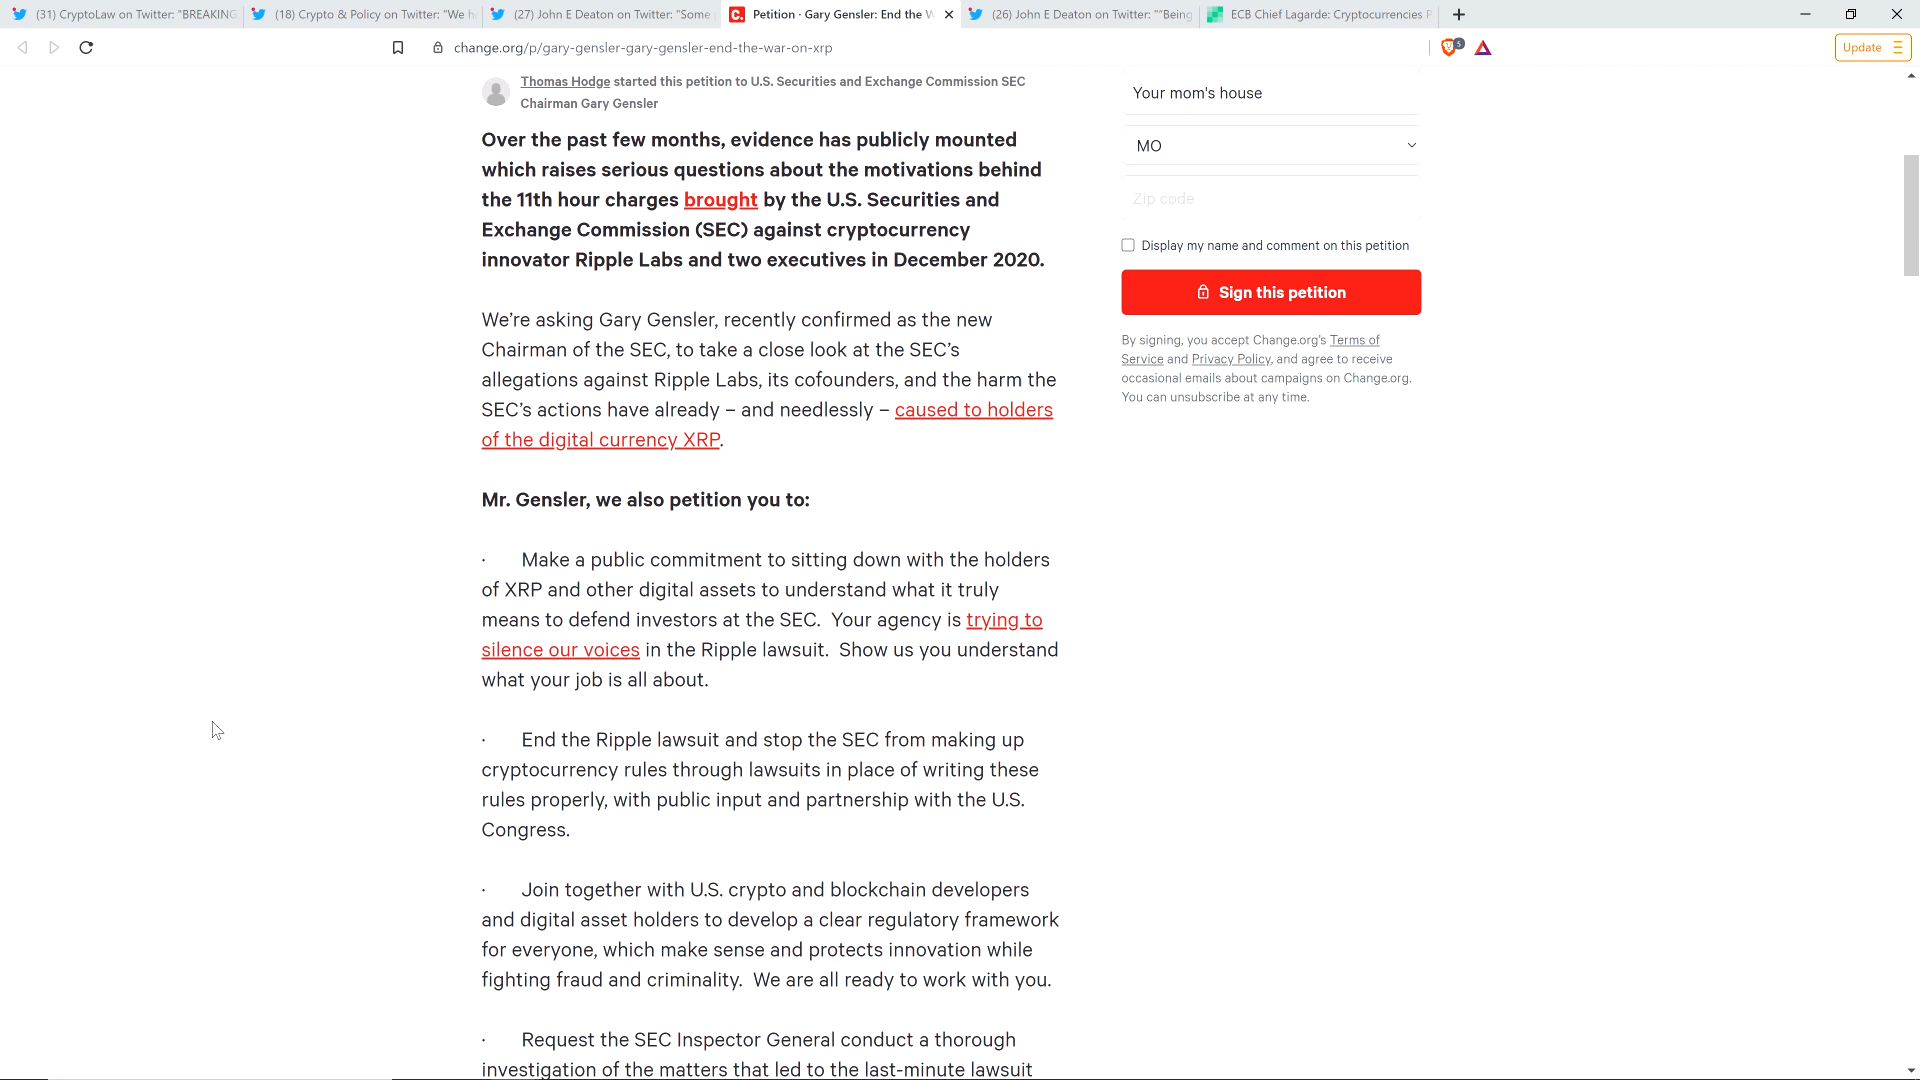 (31) CryptoLaw on Twitter: "BREAKING
(18) Crypto & Policy on Twitter: "We h
(27) John E Deaton on Twitter: "Some
Petition · Gary Gensler: End the W
(26) John E Deaton on Twitter: ""Being
ECB Chief Lagarde: Cryptocurrencies P
change.org/p/gary-gensler-gary-gensler-end-the-war-on-xrp
5
Update
Thomas Hodge started this petition to U.S. Securities and Exchange Commission SEC
Chairman Gary Gensler
Over the past few months, evidence has publicly mounted
which raises serious questions about the motivations behind
the 11th hour charges brought by the U.S. Securities and
Exchange Commission (SEC) against cryptocurrency
innovator Ripple Labs and two executives in December 2020.
We're asking Gary Gensler, recently confirmed as the new
Chairman of the SEC, to take a close look at the SEC's
allegations against Ripple Labs, its cofounders, and the harm the
SEC's actions have already – and needlessly – caused to holders
of the digital currency XRP.
Mr. Gensler, we also petition you to:
· Make a public commitment to sitting down with the holders
of XRP and other digital assets to understand what it truly
means to defend investors at the SEC.  Your agency is trying to
silence our voices in the Ripple lawsuit.  Show us you understand
what your job is all about.
· End the Ripple lawsuit and stop the SEC from making up
cryptocurrency rules through lawsuits in place of writing these
rules properly, with public input and partnership with the U.S.
Congress.
· Join together with U.S. crypto and blockchain developers
and digital asset holders to develop a clear regulatory framework
for everyone, which make sense and protects innovation while
fighting fraud and criminality.  We are all ready to work with you.
· Request the SEC Inspector General conduct a thorough
investigation of the matters that led to the last-minute lawsuit
Your mom's house
MO
Zip code
Display my name and comment on this petition
Sign this petition
By signing, you accept Change.org's Terms of
Service and Privacy Policy, and agree to receive
occasional emails about campaigns on Change.org.
You can unsubscribe at any time.